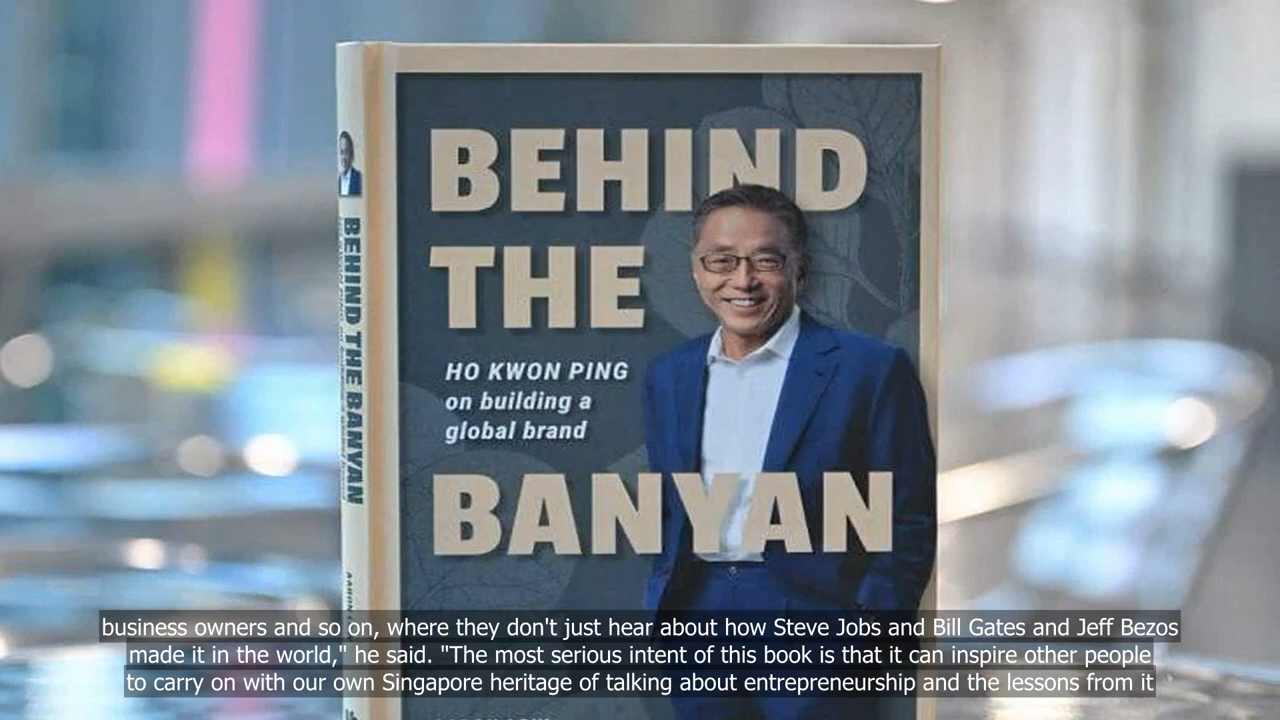 BEHIND
THE
HO KWON PING
on building a
global brand
BANYAN
BEHIND THE BANYAN
business owners and so on, where they don't just hear about how Steve Jobs and Bill Gates and Jeff Bezos
made it in the world," he said. "The most serious intent of this book is that it can inspire other people
to carry on with our own Singapore heritage of talking about entrepreneurship and the lessons from it